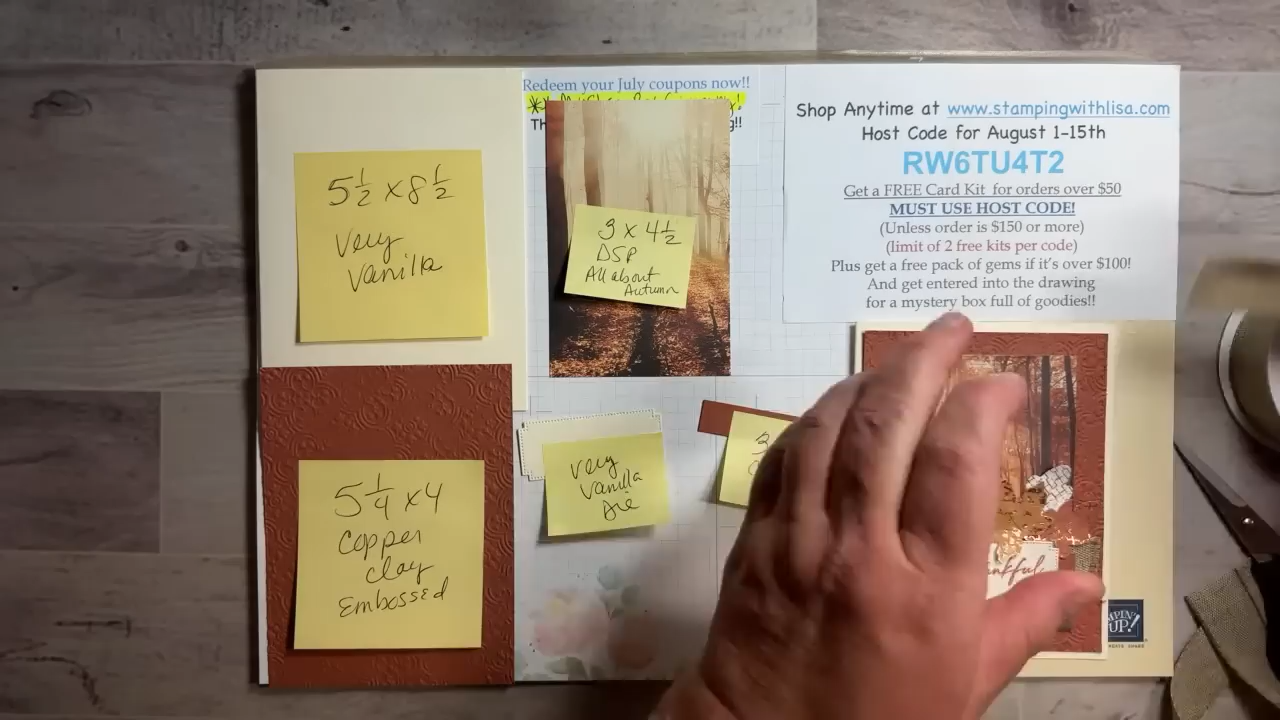 Redeem your July coupons now!!
Shop Anytime at www.stampingwithlisa.com
Host Code for August 1-15th
RW6TU4T2
Get a FREE Card Kit for orders over $50
MUST USE HOST CODE!
(Unless order is $150 or more)
(limit of 2 free kits per code)
Plus get a free pack of gems if it's over $100!
And get entered into the drawing
for a mystery box full of goodies!!
5 1/2 x 8 1/2
Very
Vanilla
3 x 4 1/2
DSP
All about
Autumn
5 1/4 x 4
copper
clay
Embossed
Very
Vanilla
Die
3
UP!